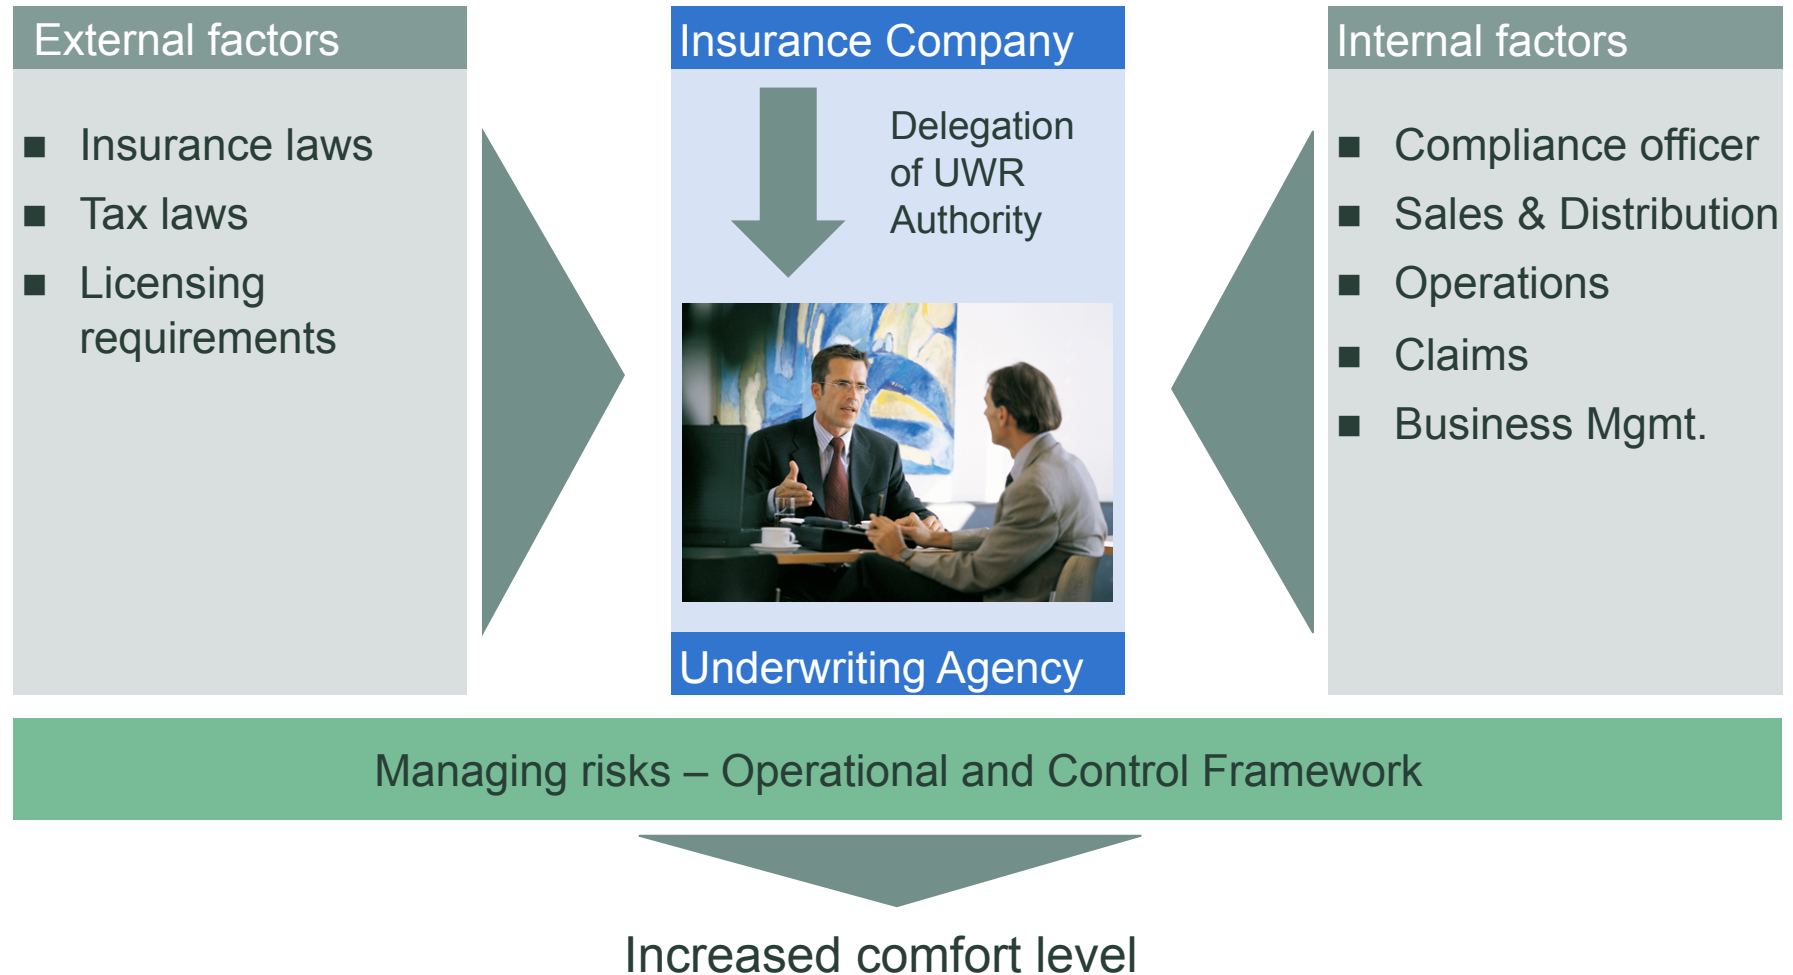 External factors
■ Insurance laws
■ Tax laws
■ Licensing
requirements
Insurance Company
Delegation
of UWR
Authority
Underwriting Agency
Internal factors
■ Compliance officer
■ Sales & Distribution
■ Operations
■ Claims
■ Business Mgmt.
Managing risks – Operational and Control Framework
Increased comfort level